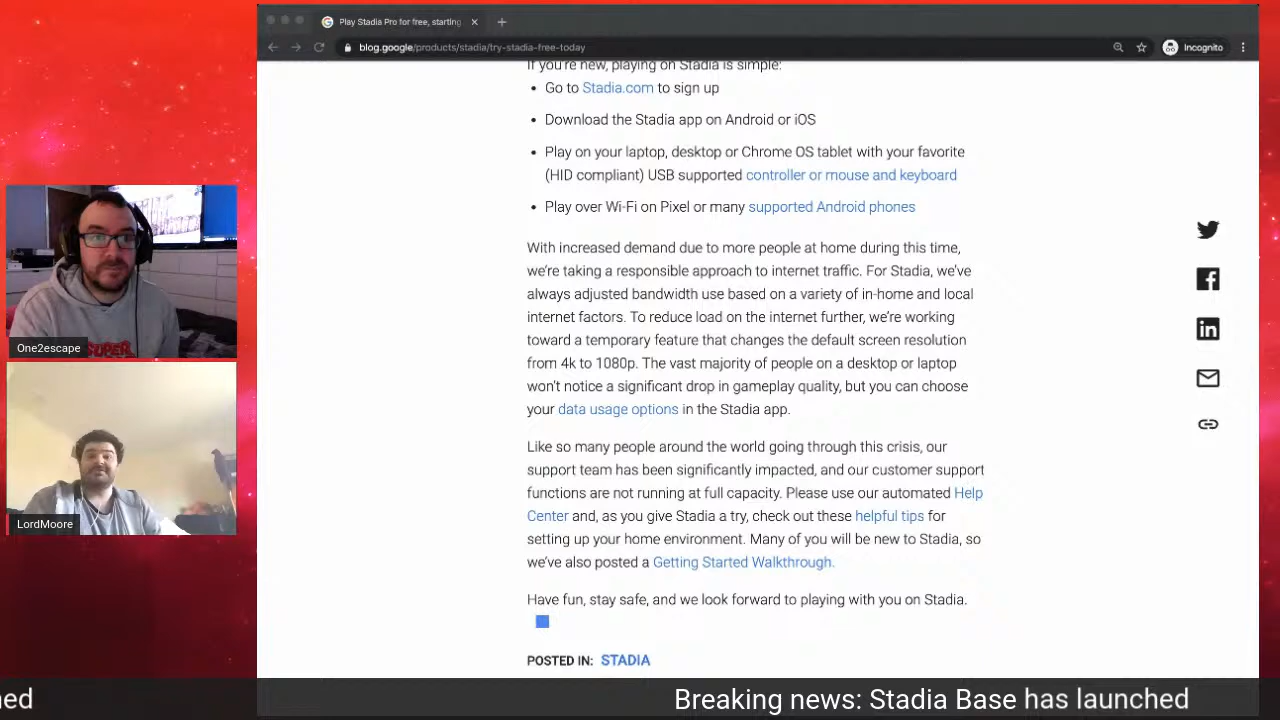 Play Stadia Pro for free, starting
blog.google/products/stadia/try-stadia-free-today
Incognito
If you're new, playing on Stadia is simple:
• Go to Stadia.com to sign up
• Download the Stadia app on Android or iOS
• Play on your laptop, desktop or Chrome OS tablet with your favorite
(HID compliant) USB supported controller or mouse and keyboard
• Play over Wi-Fi on Pixel or many supported Android phones
With increased demand due to more people at home during this time,
we're taking a responsible approach to internet traffic. For Stadia, we've
always adjusted bandwidth use based on a variety of in-home and local
internet factors. To reduce load on the internet further, we're working
toward a temporary feature that changes the default screen resolution
from 4k to 1080p. The vast majority of people on a desktop or laptop
won't notice a significant drop in gameplay quality, but you can choose
your data usage options in the Stadia app.
Like so many people around the world going through this crisis, our
support team has been significantly impacted, and our customer support
functions are not running at full capacity. Please use our automated Help
Center and, as you give Stadia a try, check out these helpful tips for
setting up your home environment. Many of you will be new to Stadia, so
we've also posted a Getting Started Walkthrough.
Have fun, stay safe, and we look forward to playing with you on Stadia.
POSTED IN: STADIA
One2escape
SUPER
LordMoore
ned
Breaking news: Stadia Base has launched